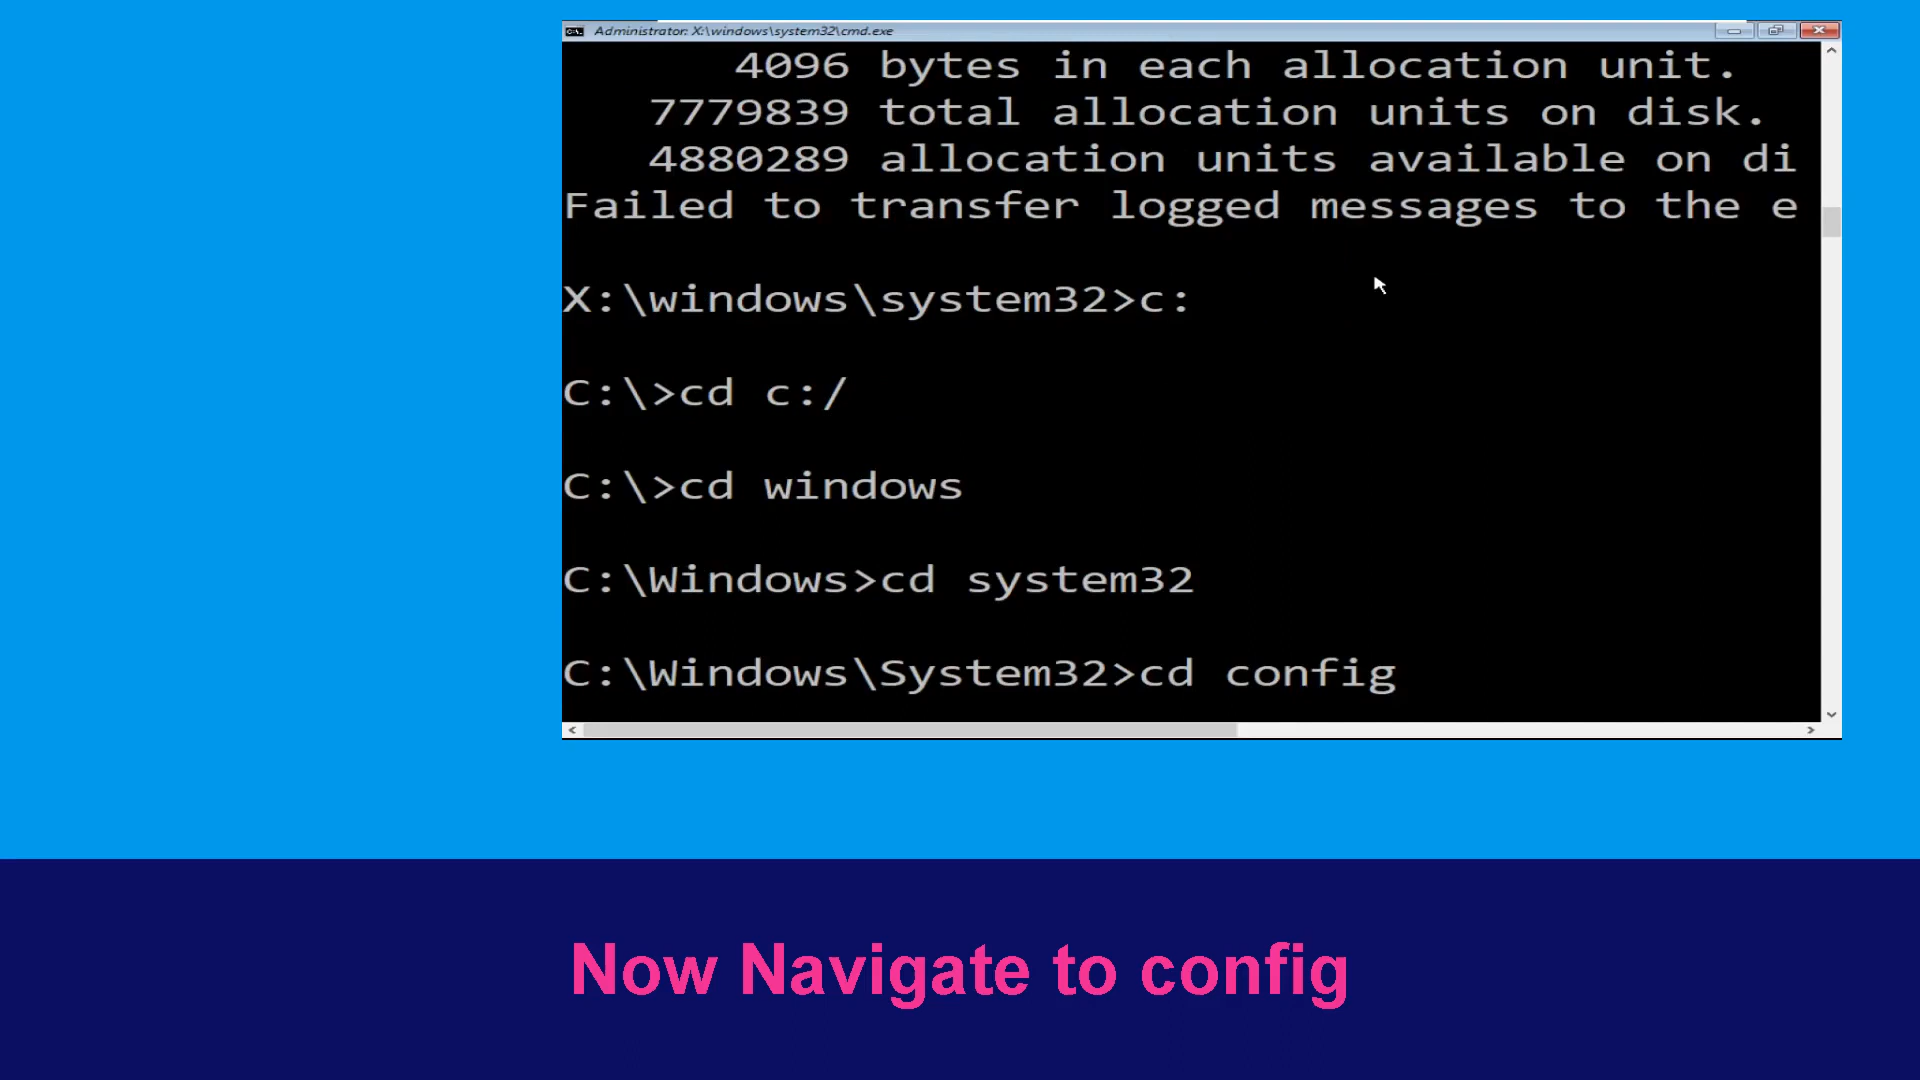 Administrator: X:\windows\system32\cmd.exe
4096 bytes in each allocation unit.
7779839 total allocation units on disk.
4880289 allocation units available on di
Failed to transfer logged messages to the e
X:\windows\system32>c:
C:\>cd c:/
C:\>cd windows
C:\Windows>cd system32
C:\Windows\System32>cd config
Now Navigate to config